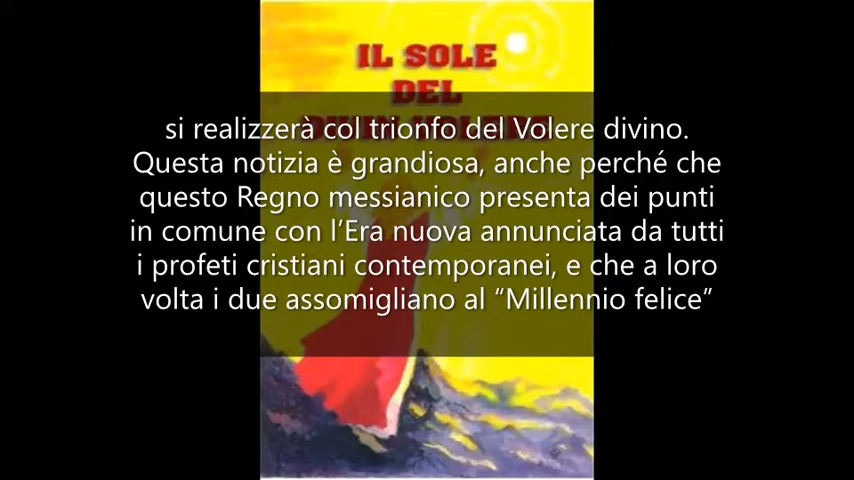 IL SOLE
DEL
si realizzerà col trionfo del Volere divino.
Questa notizia è grandiosa, anche perché che
questo Regno messianico presenta dei punti
in comune con l’Era nuova annunciata da tutti
i profeti cristiani contemporanei, e che a loro
volta i due assomigliano al “Millennio felice”